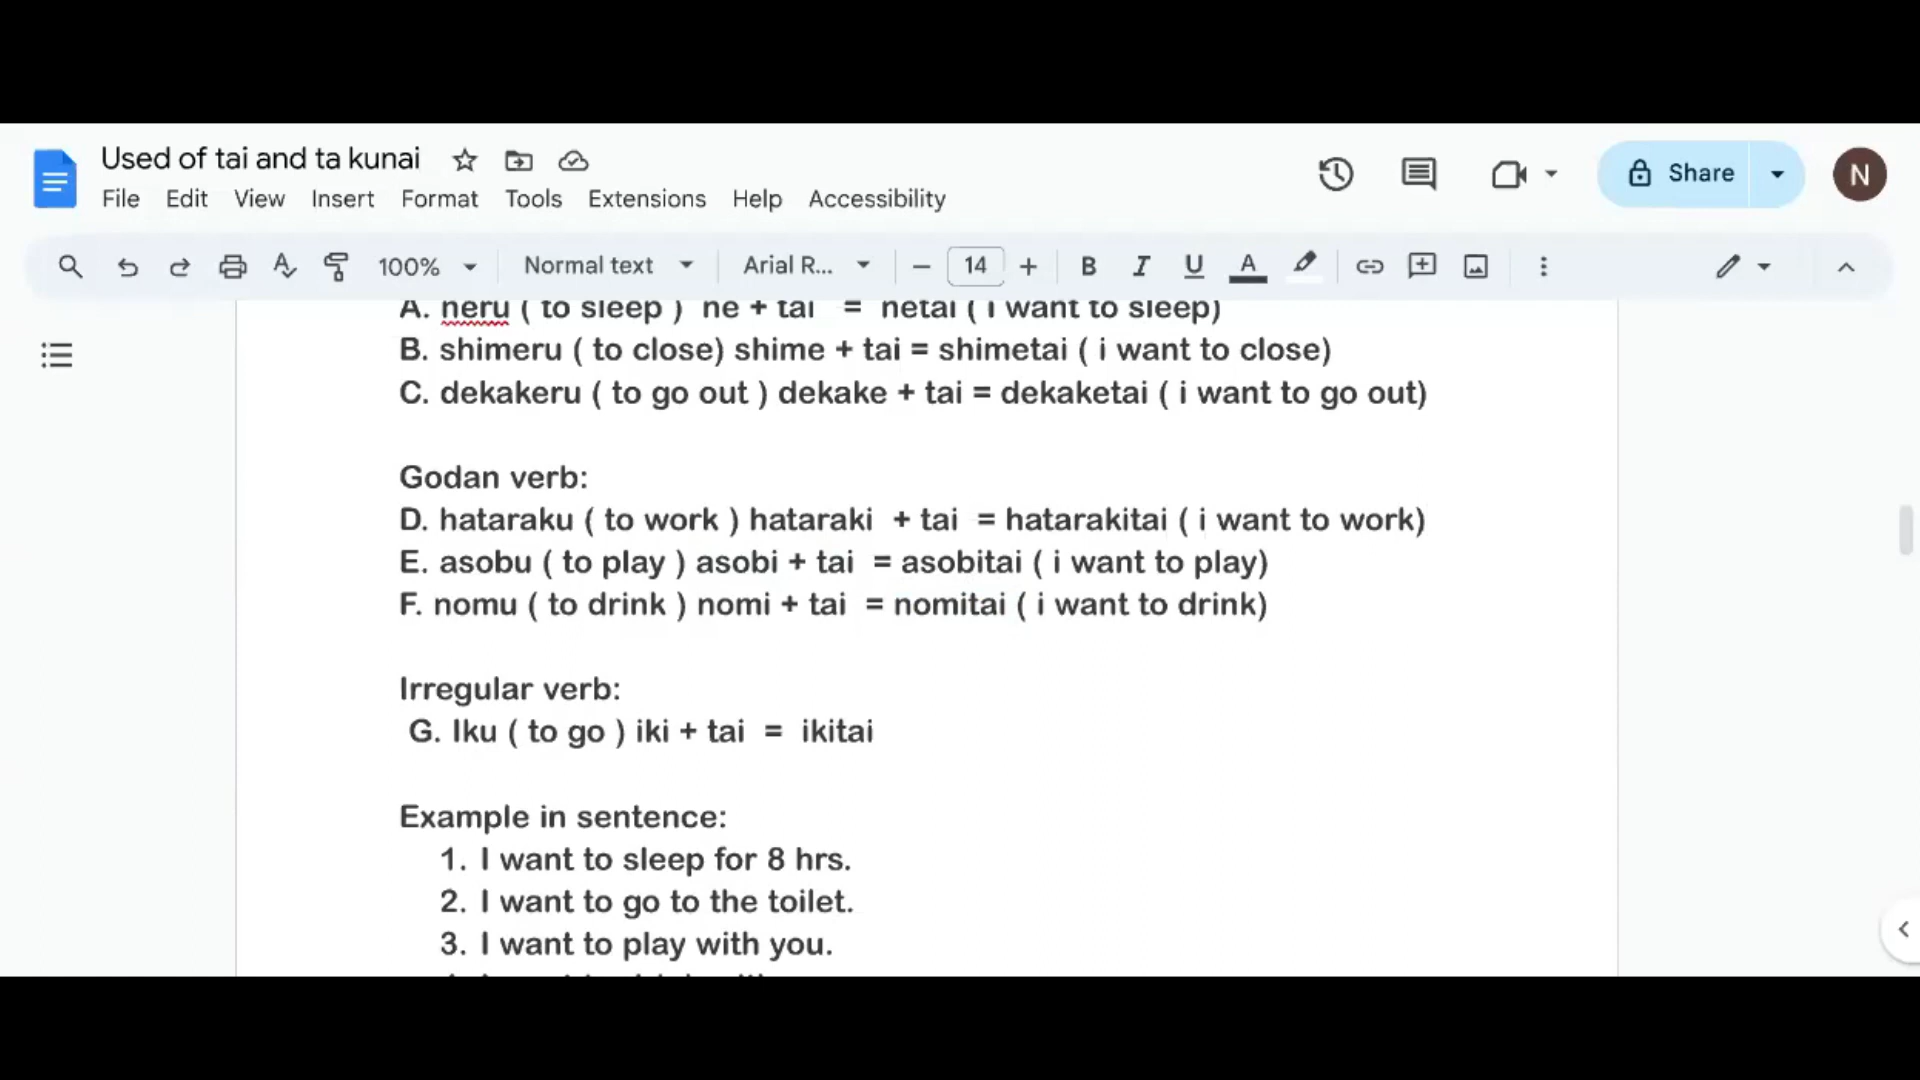 Used of tai and ta kunai
File Edit View Insert Format Tools Extensions Help Accessibility
Share
N
100% Normal text Arial R... 14 B I U A
A. neru ( to sleep ) ne + tai = netai ( i want to sleep)
B. shimeru ( to close) shime + tai = shimetai ( i want to close)
C. dekakeru ( to go out ) dekake + tai = dekaketai ( i want to go out)
Godan verb:
D. hataraku ( to work ) hataraki + tai = hatarakitai ( i want to work)
E. asobu ( to play ) asobi + tai = asobitai ( i want to play)
F. nomu ( to drink ) nomi + tai = nomitai ( i want to drink)
Irregular verb:
G. Iku ( to go ) iki + tai = ikitai
Example in sentence:
1. I want to sleep for 8 hrs.
2. I want to go to the toilet.
3. I want to play with you.